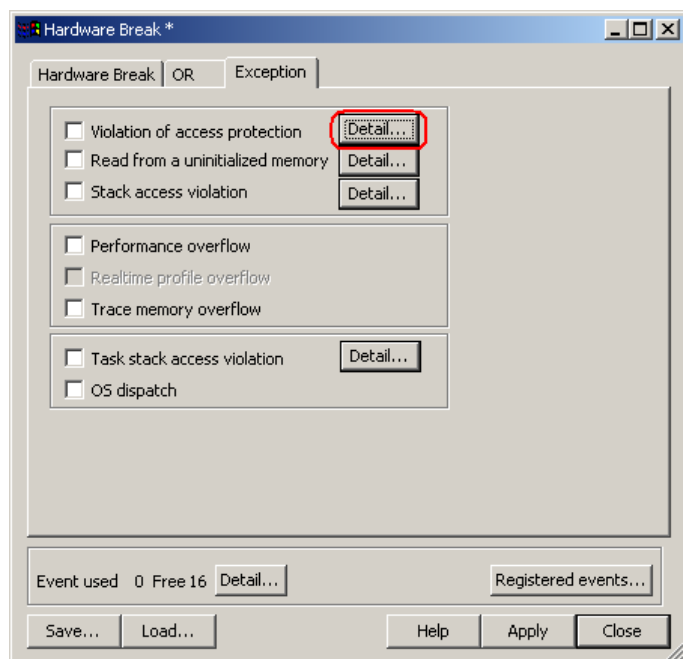 Hardware Break *
Hardware Break OR Exception
Violation of access protection Detail...
Read from a uninitialized memory Detail...
Stack access violation Detail...
Performance overflow
Realtime profile overflow
Trace memory overflow
Task stack access violation Detail...
OS dispatch
Event used 0 Free 16 Detail... Registered events...
Save... Load... Help Apply Close